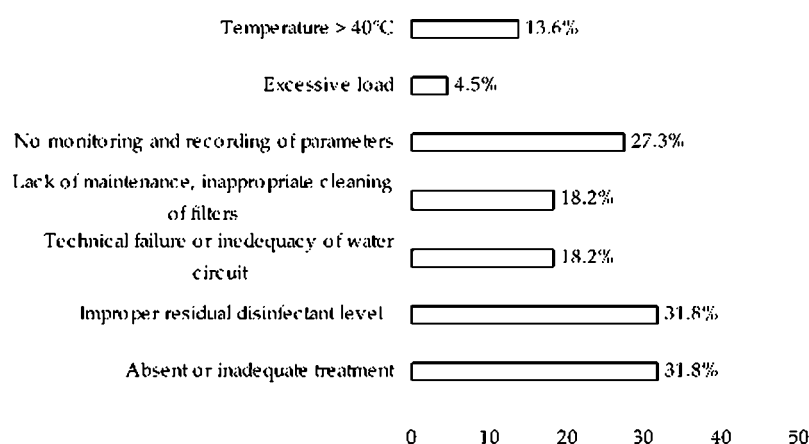 Temperature > 40°C
13.6%
Excessive load
4.5%
No monitoring and recording of parameters
27.3%
Lack of maintenance, inappropriate cleaning
of filters
18.2%
Technical failure or inedequacy of water
circuit
18.2%
Improper residual disinfectant level
31.8%
Absent or inadequate treatment
31.8%
0 10 20 30 40 50